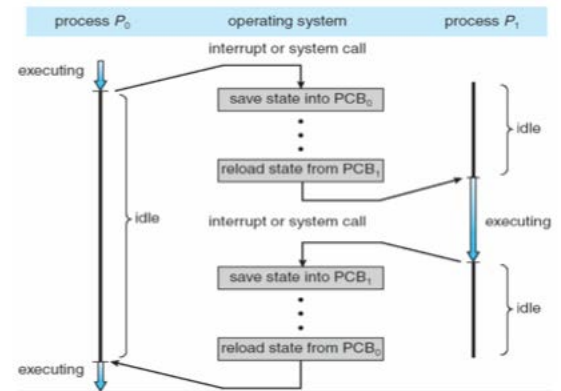 process P₀ operating system process P₁
interrupt or system call
executing
save state into PCB₀
idle
reload state from PCB₁
idle
interrupt or system call
executing
save state into PCB₁
idle
reload state from PCB₀
executing